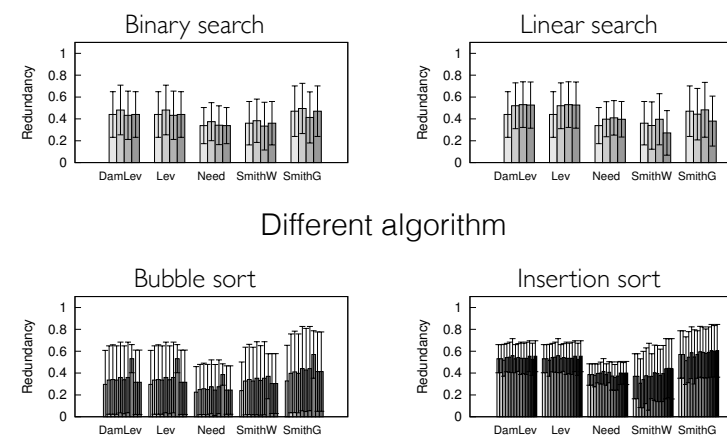 Binary search
Linear search
1
0.8
0.6
0.4
0.2
0
Redundancy
DamLev Lev Need SmithW SmithG
1
0.8
0.6
0.4
0.2
0
Redundancy
DamLev Lev Need SmithW SmithG
Different algorithm
Bubble sort
Insertion sort
1
0.8
0.6
0.4
0.2
0
Redundancy
DamLev Lev Need SmithW SmithG
1
0.8
0.6
0.4
0.2
0
Redundancy
DamLev Lev Need SmithW SmithG